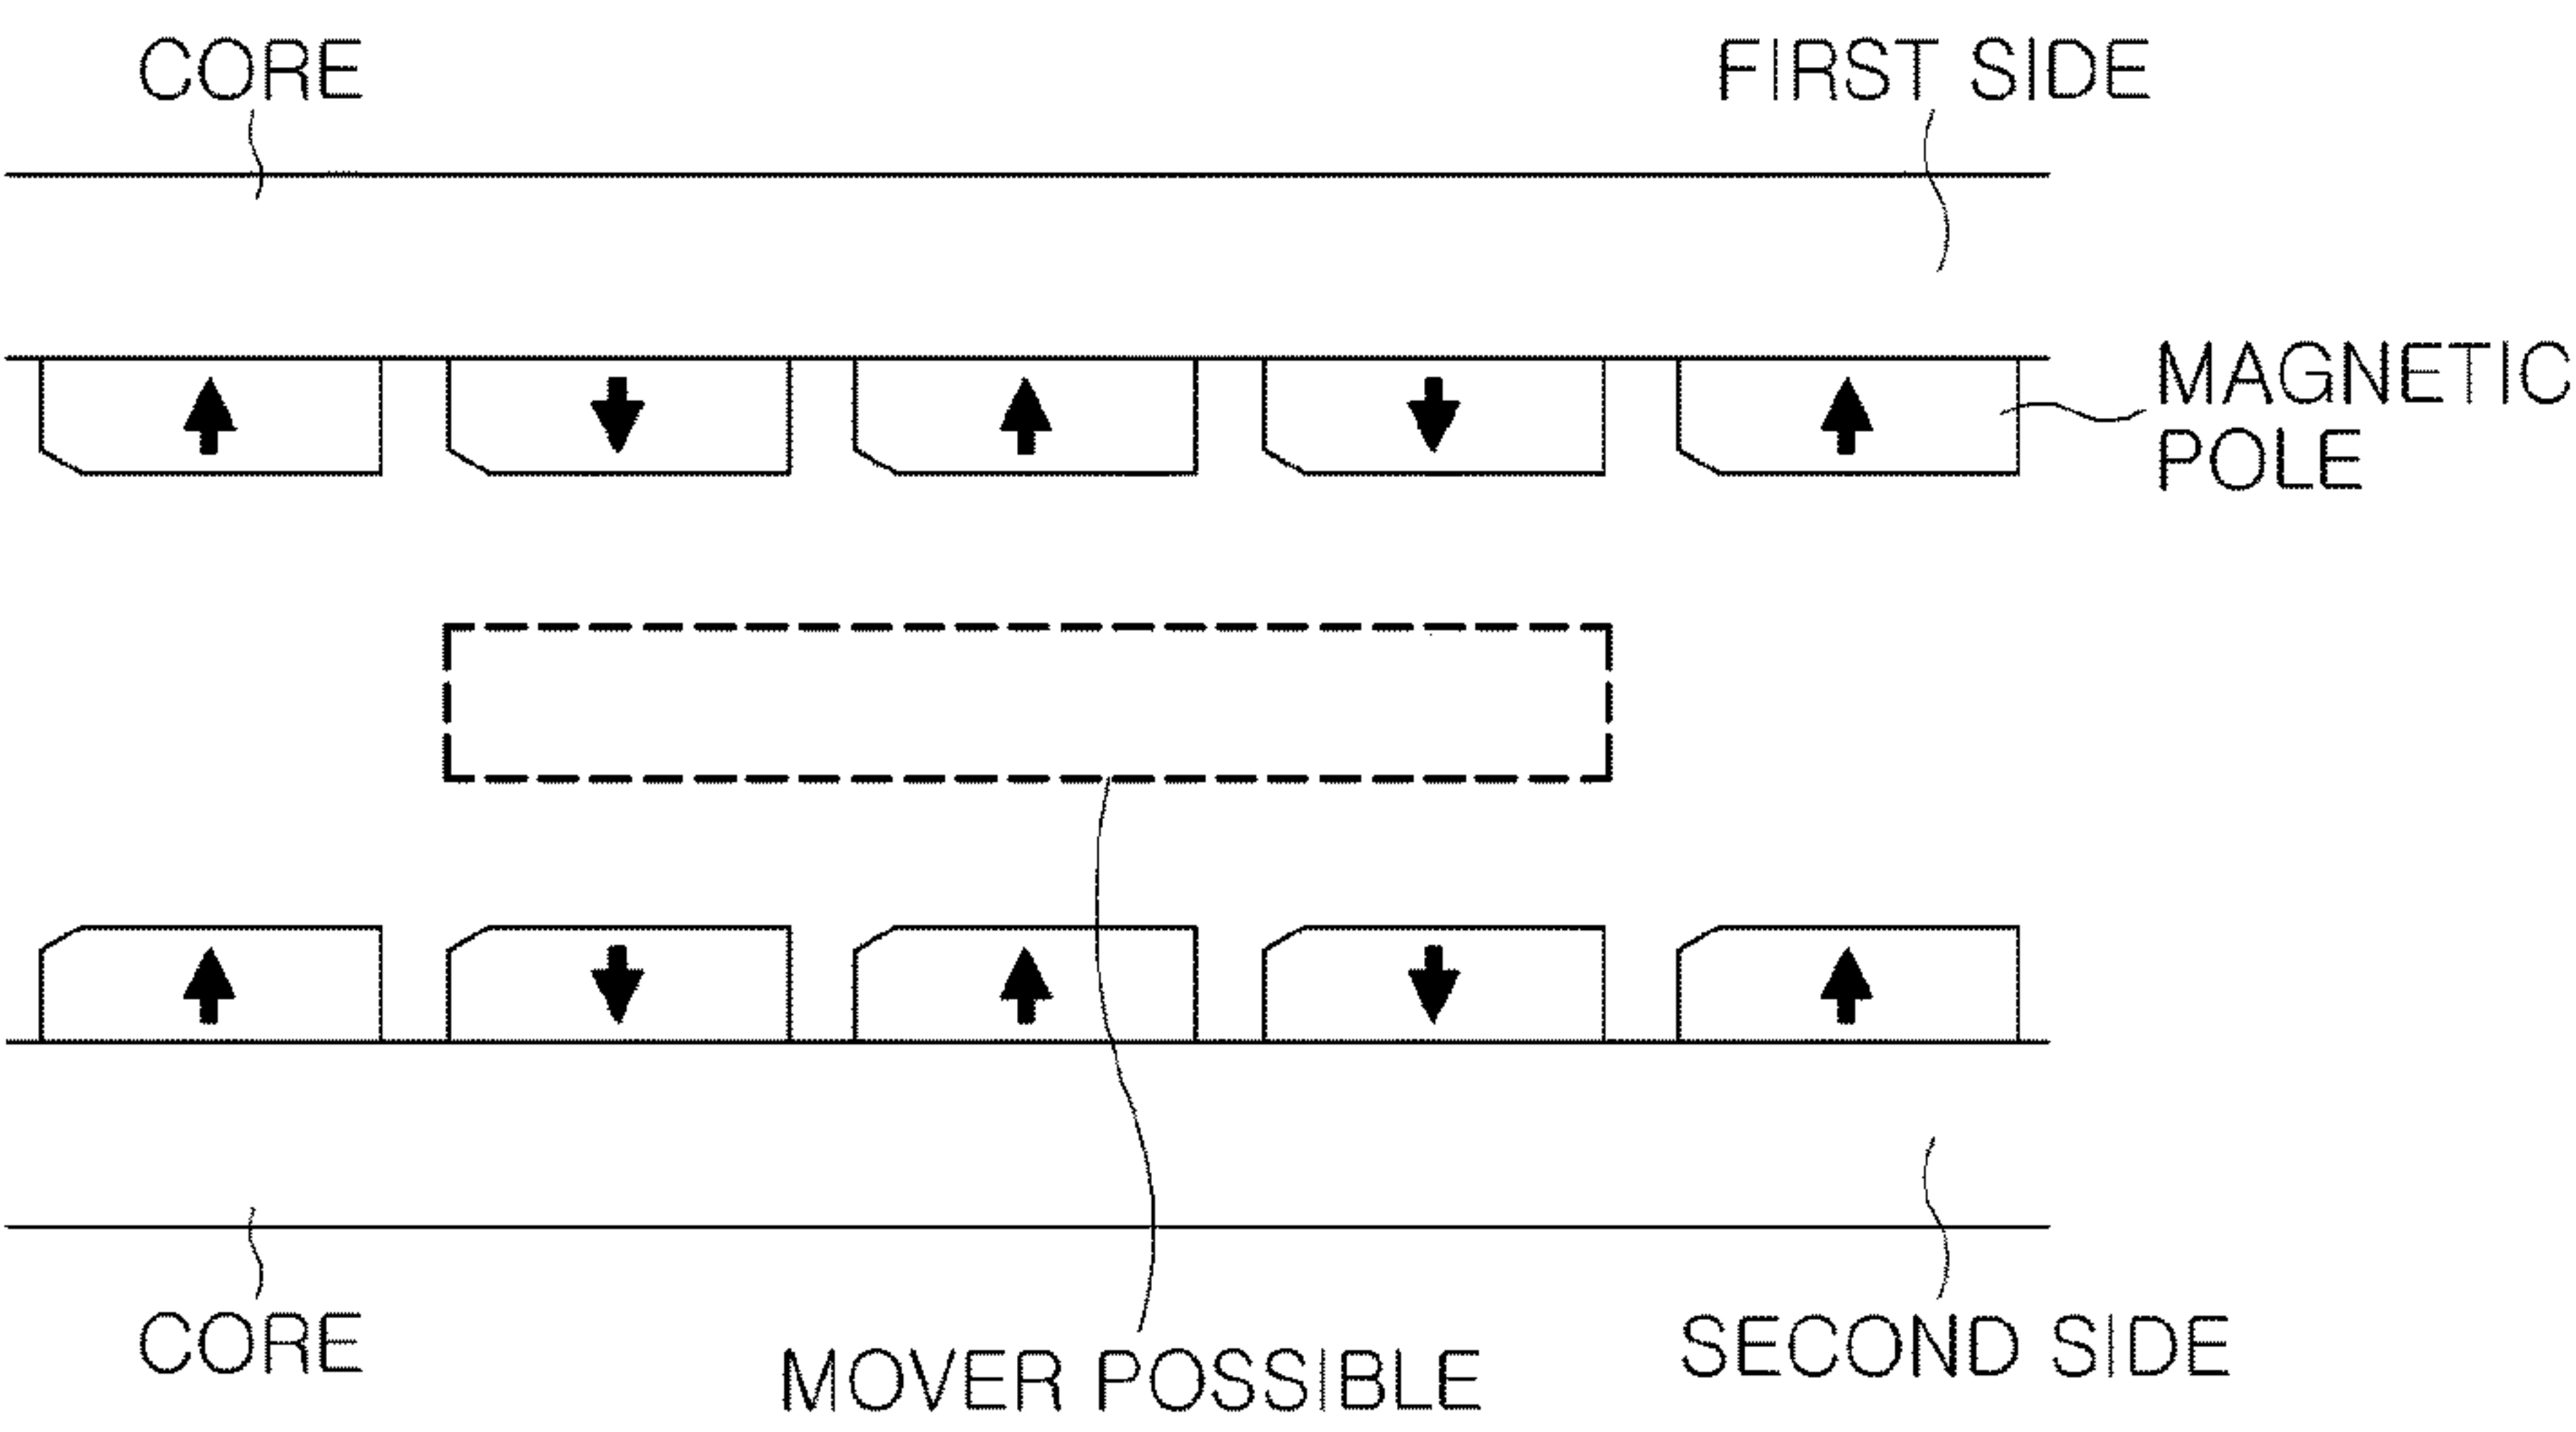 CORE
FIRST SIDE
MAGNETIC
POLE
CORE
MOVER POSSIBLE
SECOND SIDE